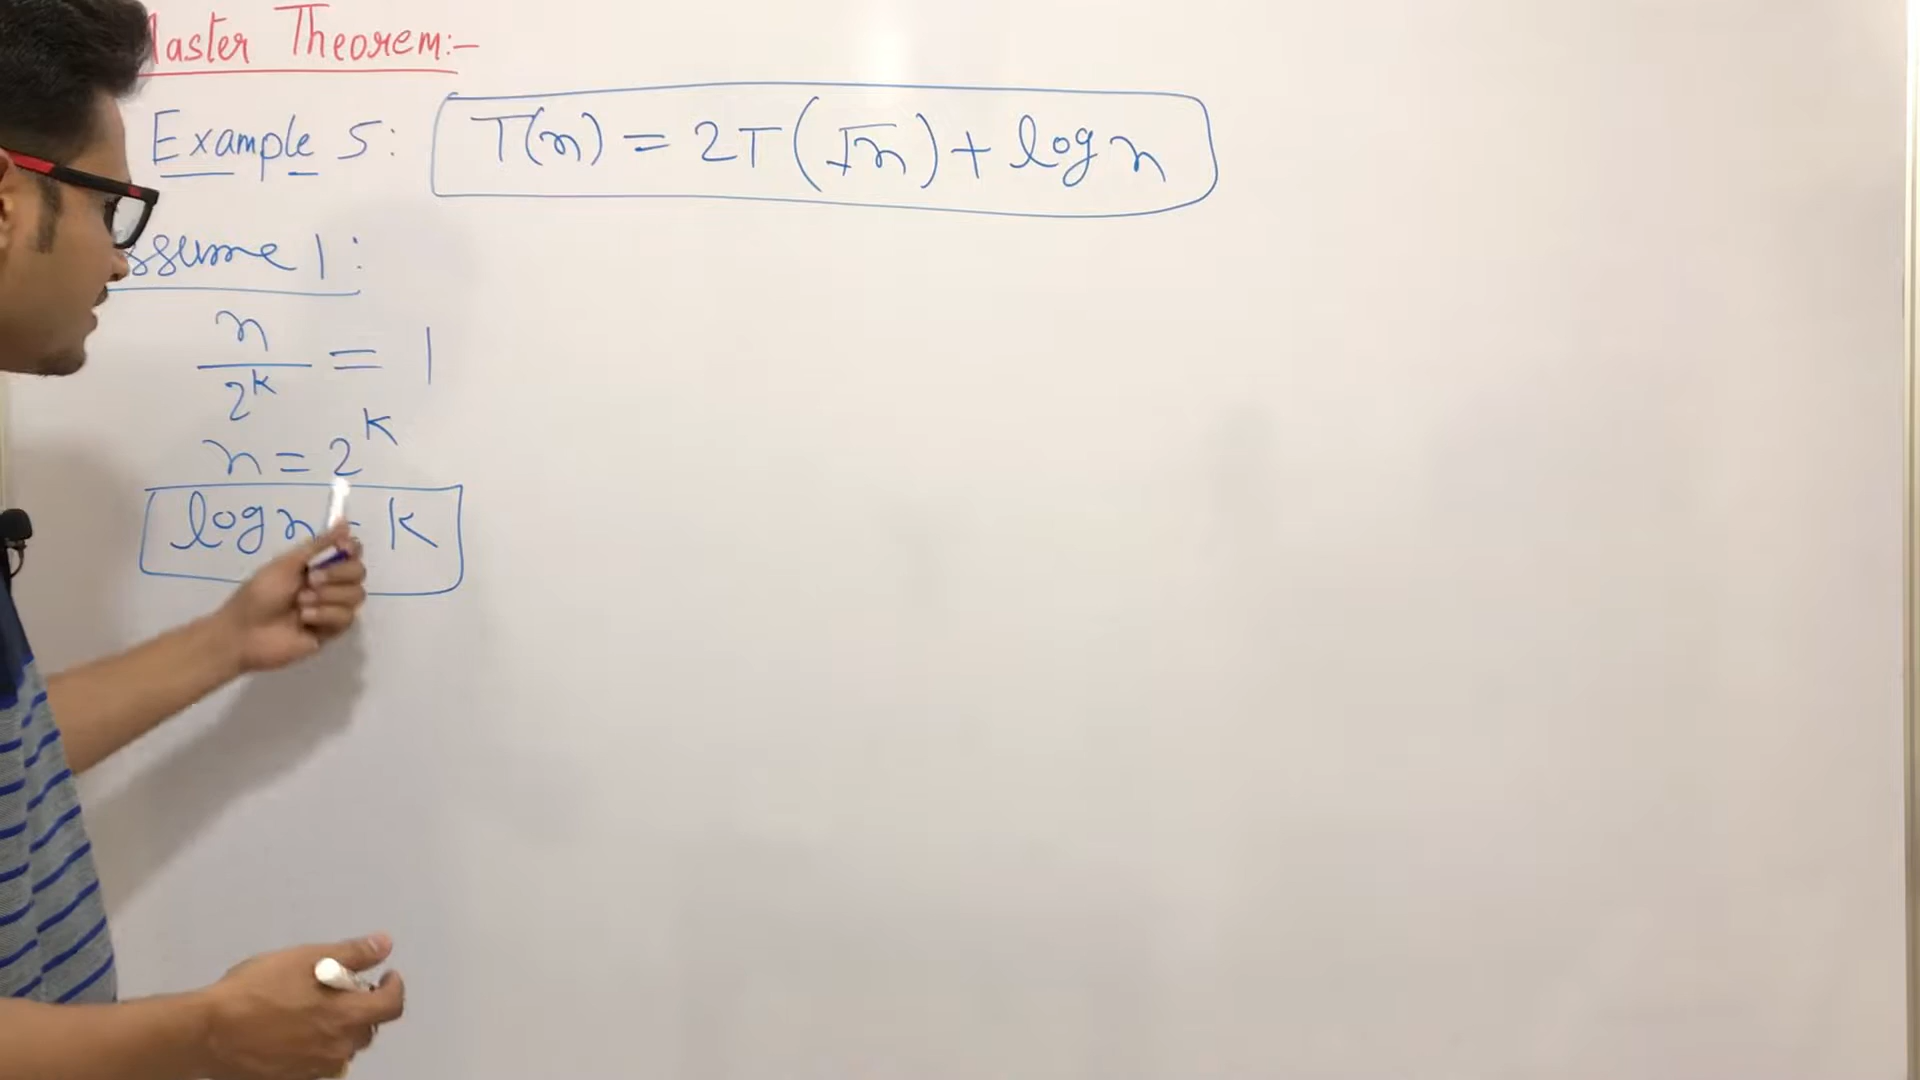 Master Theorem:-
Example 5: T(n) = 2T(√n) + log n
Assume 1:
n/2^k = 1
n = 2^k
log n = k